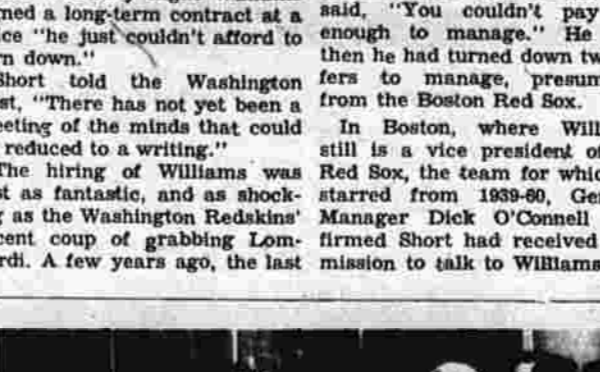 ned a long-term contract at a
ce "he just couldn't afford to
n down."
Short told the Washington
st, "There has not yet been a
eeting of the minds that could
reduced to a writing."
The hiring of Williams was
st as fantastic, and as shock-
g as the Washington Redskins'
cent coup of grabbing Lom-
rdi. A few years ago, the last
said, "You couldn't pay
enough to manage." He
then he had turned down tw
fers to manage, presum
from the Boston Red Sox.
In Boston, where Will
still is a vice president of
Red Sox, the team for whic
starred from 1939-60, Gen
Manager Dick O'Connell
firmed Short had received
mission to talk to Williams